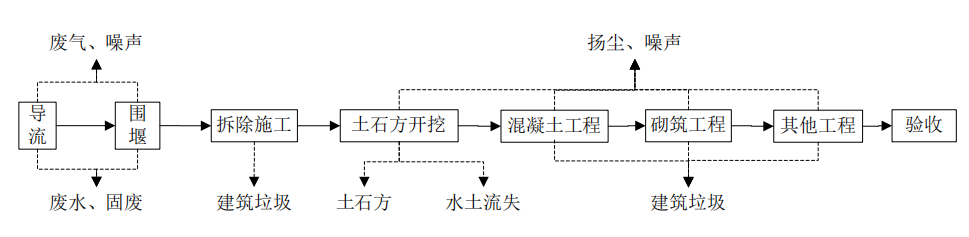 废气、噪声
扬尘、噪声
导流
围堰
拆除施工
土石方开挖
混凝土工程
砌筑工程
其他工程
验收
废水、固废
建筑垃圾
土石方
水土流失
建筑垃圾